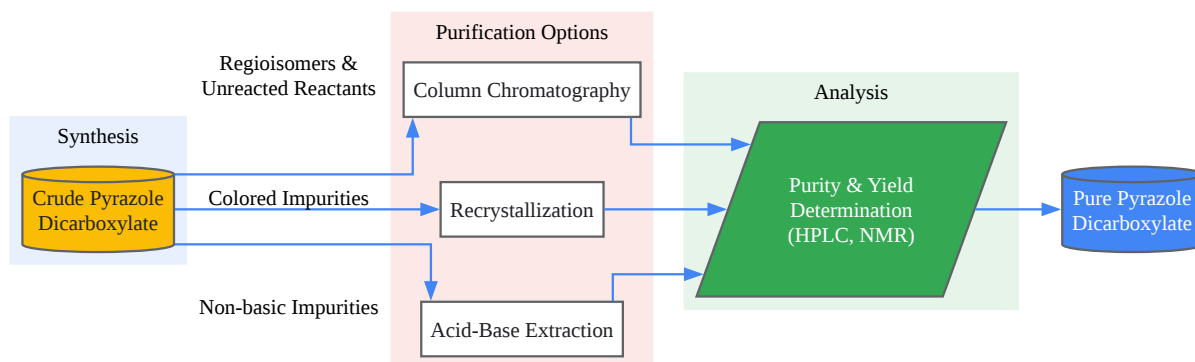 Purification Options
Regioisomers &
Unreacted Reactants
Column Chromatography
Analysis
Synthesis
Crude Pyrazole
Dicarboxylate
Colored Impurities
Recrystallization
Purity & Yield
Determination
(HPLC, NMR)
Pure Pyrazole
Dicarboxylate
Non-basic Impurities
Acid-Base Extraction